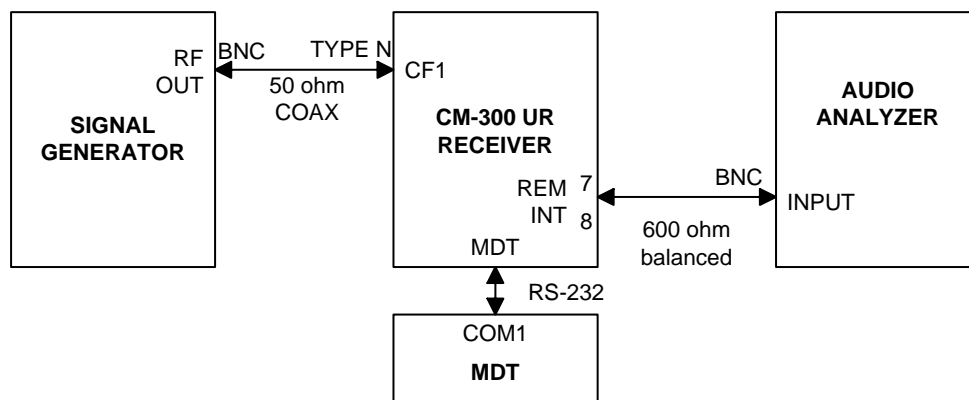 RF
OUT
BNC
SIGNAL
GENERATOR
TYPE N
50 ohm
COAX
CF1
CM-300 UR
RECEIVER
REM 7
INT 8
MDT
BNC
600 ohm
balanced
AUDIO
ANALYZER
INPUT
RS-232
COM1
MDT